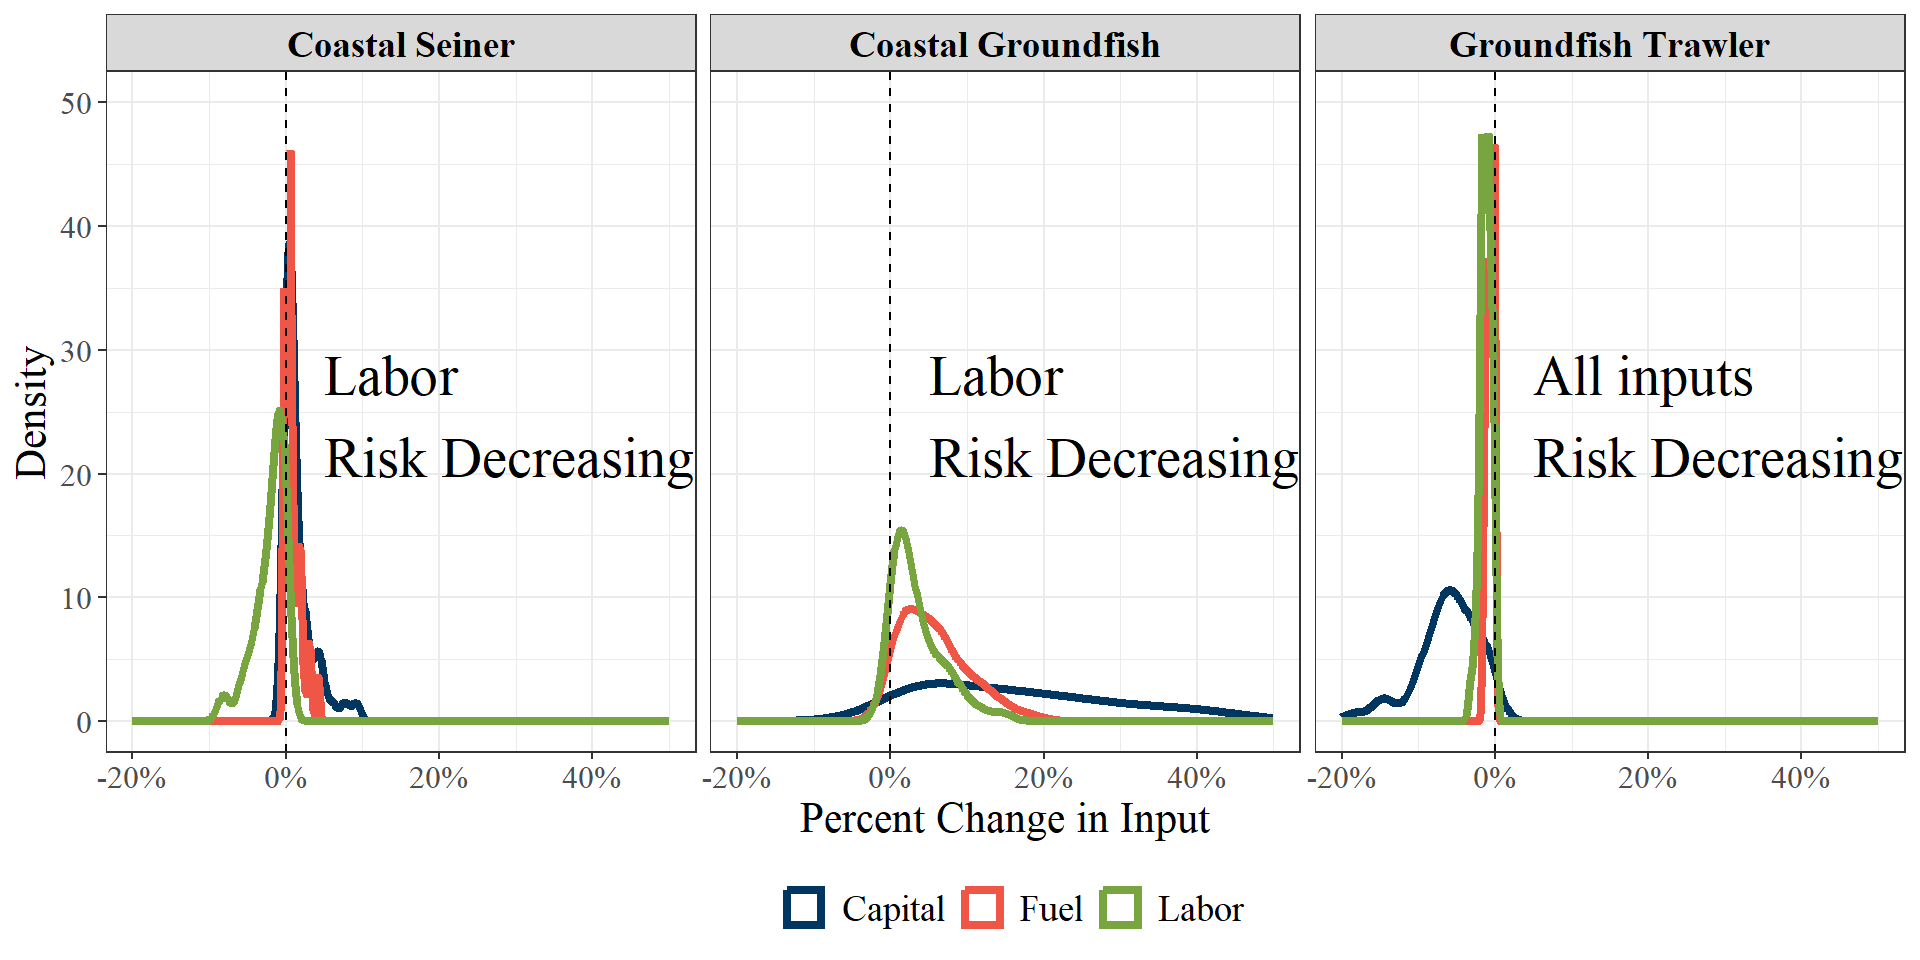 Coastal Seiner
Coastal Groundfish
Groundfish Trawler
50
40
30
20
10
0
Density
Labor
Risk Decreasing
Labor
Risk Decreasing
All inputs
Risk Decreasing
-20% 0% 20% 40%
-20% 0% 20% 40%
-20% 0% 20% 40%
Percent Change in Input
Capital Fuel Labor